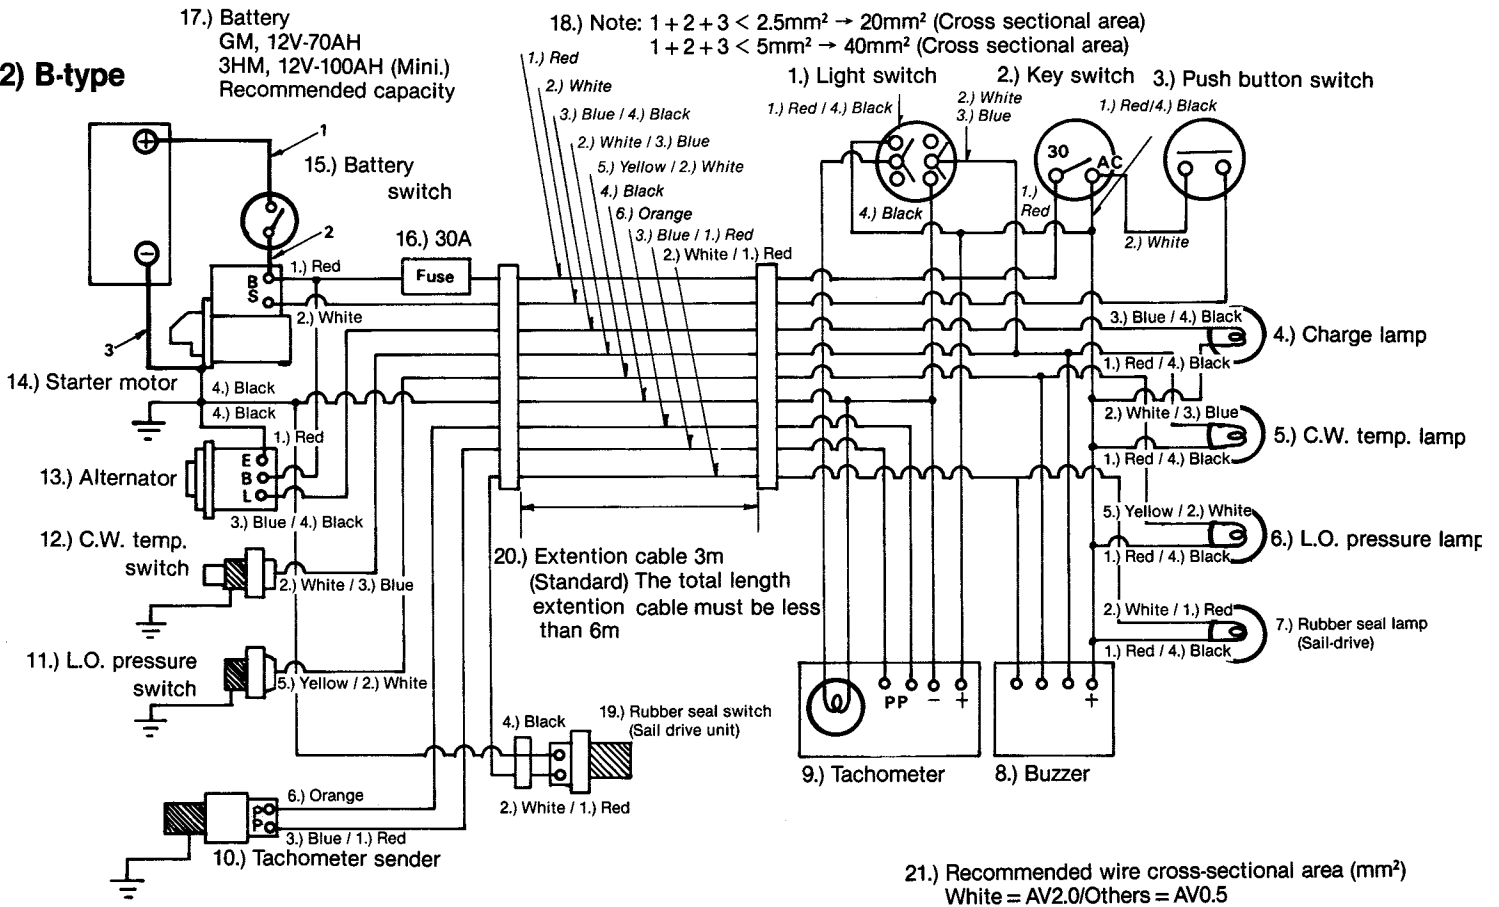 2) B-type
17.) Battery
GM, 12V-70AH
3HM, 12V-100AH (Mini.)
Recommended capacity
18.) Note: 1 + 2 + 3 < 2.5mm² → 20mm² (Cross sectional area)
1 + 2 + 3 < 5mm² → 40mm² (Cross sectional area)
1.) Red
2.) White
3.) Blue / 4.) Black
2.) White / 3.) Blue
5.) Yellow / 2.) White
4.) Black
6.) Orange
3.) Blue / 1.) Red
2.) White / 1.) Red
1.) Light switch
2.) Key switch
3.) Push button switch
1.) Red / 4.) Black
2.) White
3.) Blue
1.) Red/4.) Black
30
AC
4.) Black
1.)
Red
2.) White
+
−
1
15.) Battery
switch
2
16.) 30A
Fuse
1.) Red
B
S
2.) White
3
14.) Starter motor
4.) Black
4.) Black
1.) Red
E
B
L
13.) Alternator
3.) Blue / 4.) Black
12.) C.W. temp.
switch
2.) White / 3.) Blue
11.) L.O. pressure
switch
5.) Yellow / 2.) White
6.) Orange
P
P
3.) Blue / 1.) Red
10.) Tachometer sender
20.) Extention cable 3m
(Standard) The total length
extention cable must be less
than 6m
4.) Black
19.) Rubber seal switch
(Sail drive unit)
2.) White / 1.) Red
3.) Blue / 4.) Black
4.) Charge lamp
1.) Red / 4.) Black
2.) White / 3.) Blue
5.) C.W. temp. lamp
1.) Red / 4.) Black
5.) Yellow / 2.) White
6.) L.O. pressure lamp
1.) Red / 4.) Black
2.) White / 1.) Red
7.) Rubber seal lamp
(Sail-drive)
1.) Red / 4.) Black
P P − +
+
9.) Tachometer
8.) Buzzer
21.) Recommended wire cross-sectional area (mm²)
White = AV2.0/Others = AV0.5